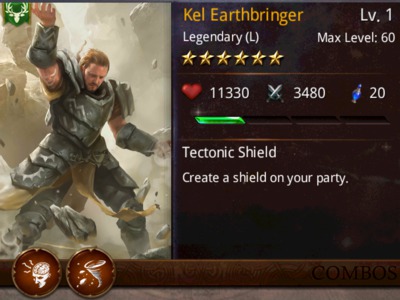 Kel Earthbringer Lv. 1
Legendary (L) Max Level: 60
11330 3480 20
Tectonic Shield
Create a shield on your party.
COMBOS